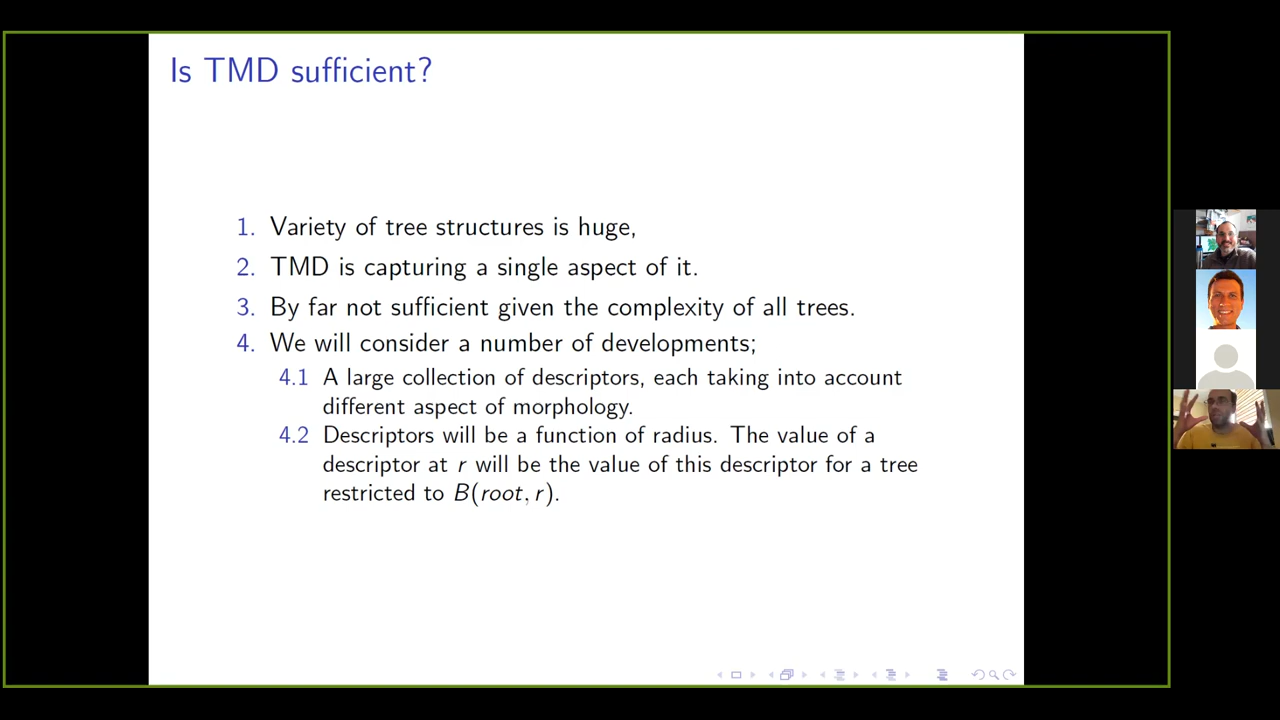 Is TMD sufficient?
1. Variety of tree structures is huge,
2. TMD is capturing a single aspect of it.
3. By far not sufficient given the complexity of all trees.
4. We will consider a number of developments;
4.1 A large collection of descriptors, each taking into account
different aspect of morphology.
4.2 Descriptors will be a function of radius. The value of a
descriptor at r will be the value of this descriptor for a tree
restricted to B(root, r).